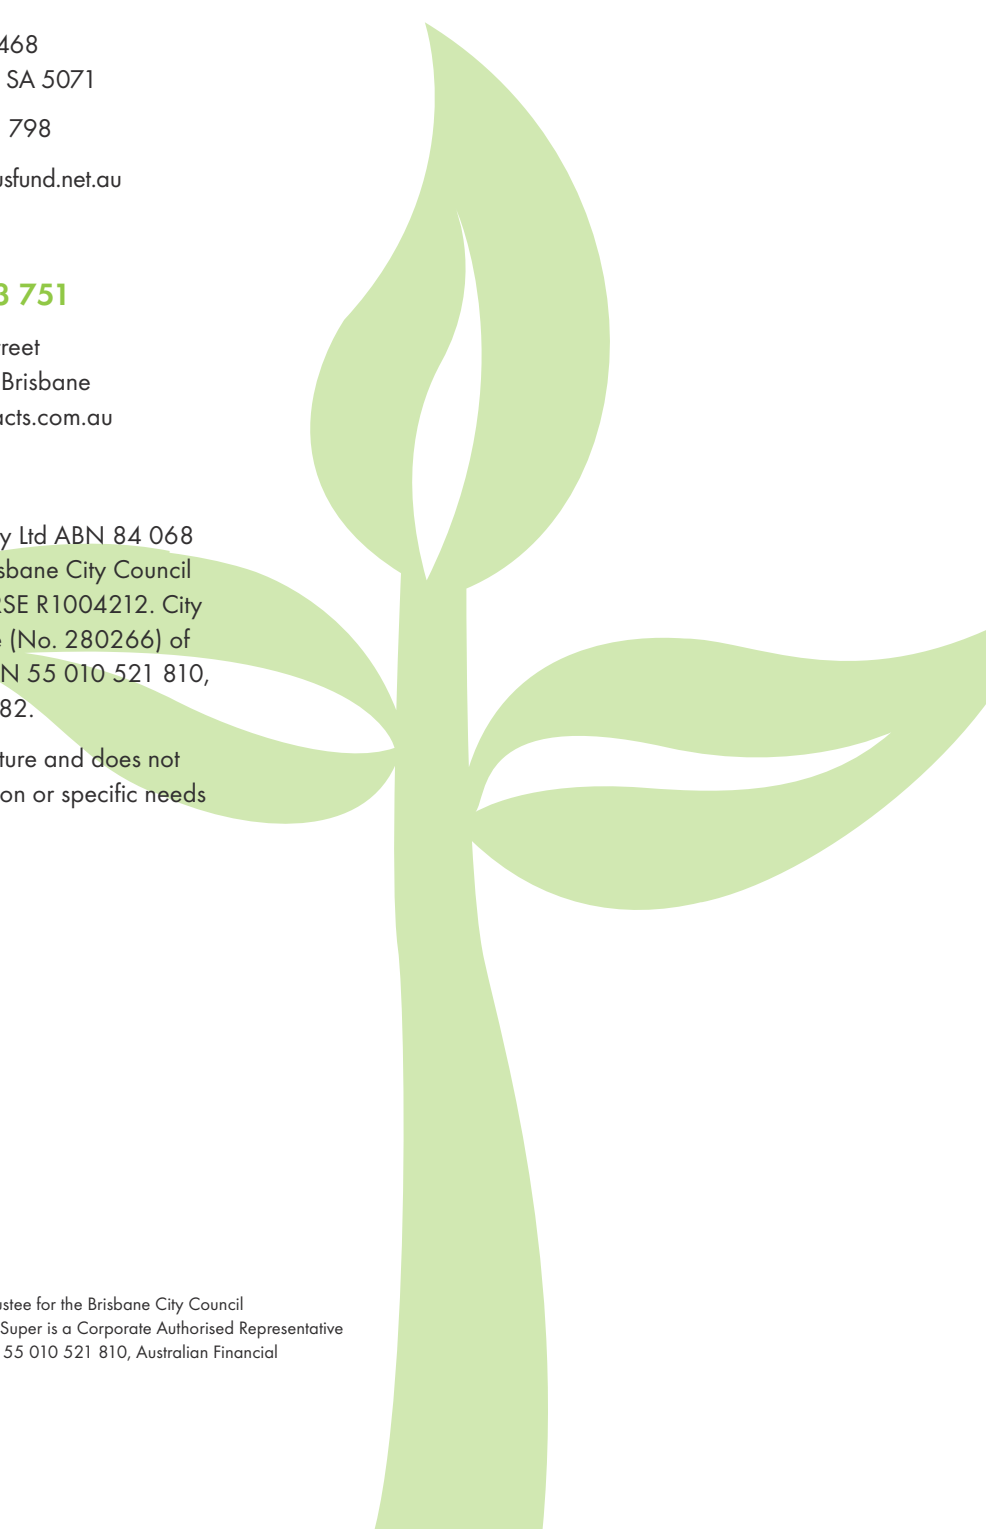 468
SA 5071
798
usfund.net.au
3 751
reet
Brisbane
acts.com.au
y Ltd ABN 84 068
sbane City Council
RSE R1004212. City
e (No. 280266) of
N 55 010 521 810,
82.
ture and does not
on or specific needs
ustee for the Brisbane City Council
Super is a Corporate Authorised Representative
55 010 521 810, Australian Financial